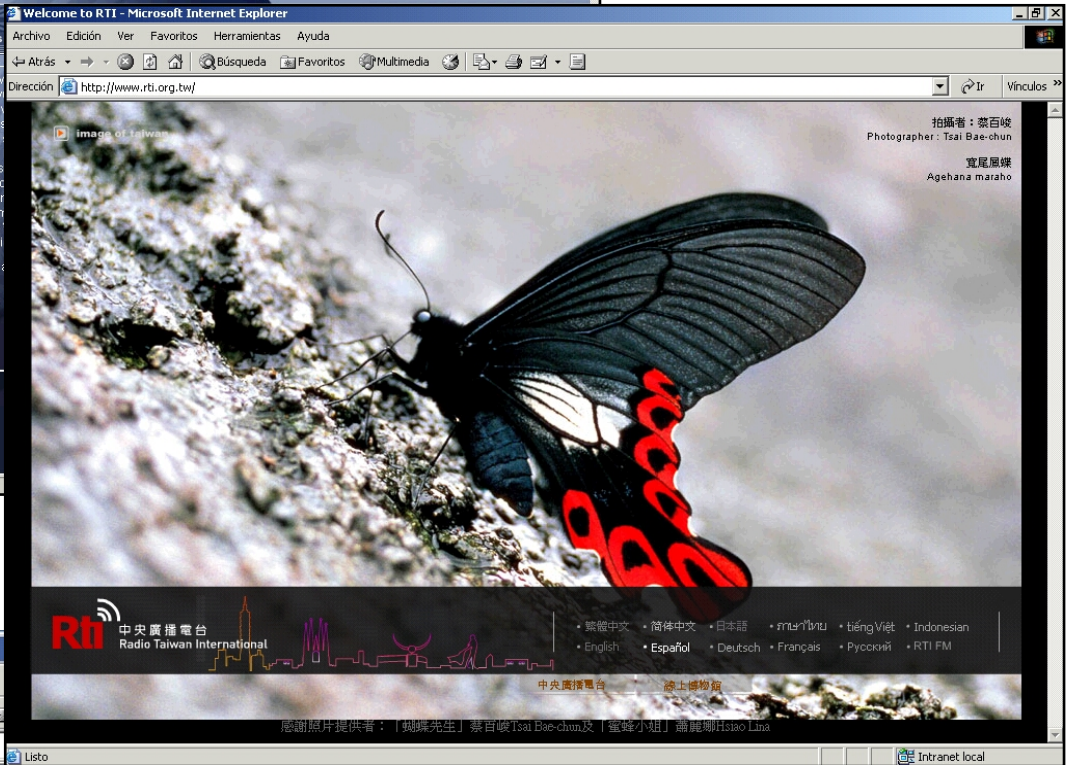 Welcome to RTI - Microsoft Internet Explorer
Archivo Edición Ver Favoritos Herramientas Ayuda
Atrás Búsqueda Favoritos Multimedia
Dirección http://www.rti.org.tw/ Ir Vínculos »
image of taiwan
拍攝者：蔡百峻
Photographer : Tsai Bae-chun
寬尾鳳蝶
Agehana maraho
Rti 中央廣播電台
Radio Taiwan International
• 繁體中文 • 简体中文 • 日本語 • ภาษาไทย • tiếng Việt • Indonesian
• English • Español • Deutsch • Français • Русский • RTI FM
中央廣播電台 線上博物館
感謝照片提供者：「蝴蝶先生」蔡百峻Tsai Bae-chun及「蜜蜂小姐」蕭麗娜Hsiao Lina
Listo Intranet local